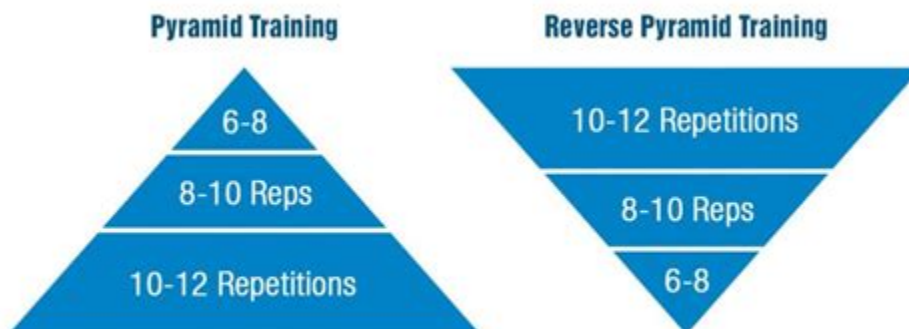 Pyramid Training
6-8
8-10 Reps
10-12 Repetitions
Reverse Pyramid Training
10-12 Repetitions
8-10 Reps
6-8